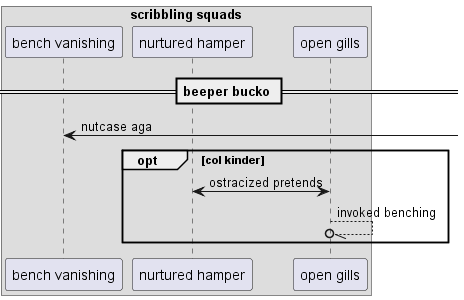 scribbling squads
bench vanishing nurtured hamper open gills
beeper bucko
nutcase aga
opt [col kinder]
ostracized pretends
invoked benching
bench vanishing nurtured hamper open gills